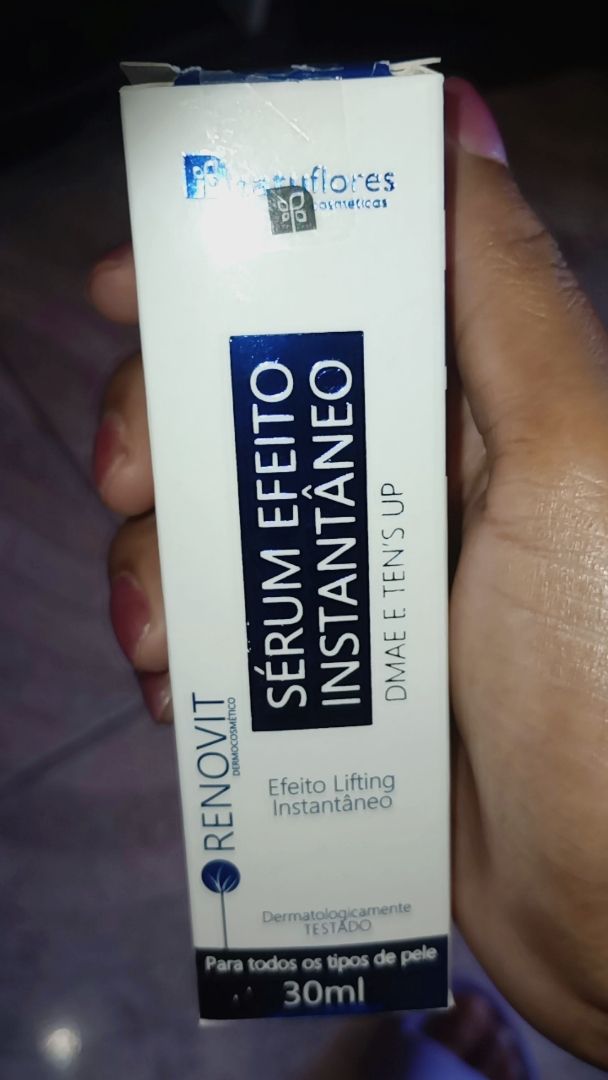 cosméticas
SÉRUM EFEITO
INSTANTÂNEO
DMAE E TEN'S UP
RENOVIT
DERMOCOSMÉTICO
Efeito Lifting
Instantâneo
Dermatologicamente
TESTADO
Para todos os tipos de pele
30ml